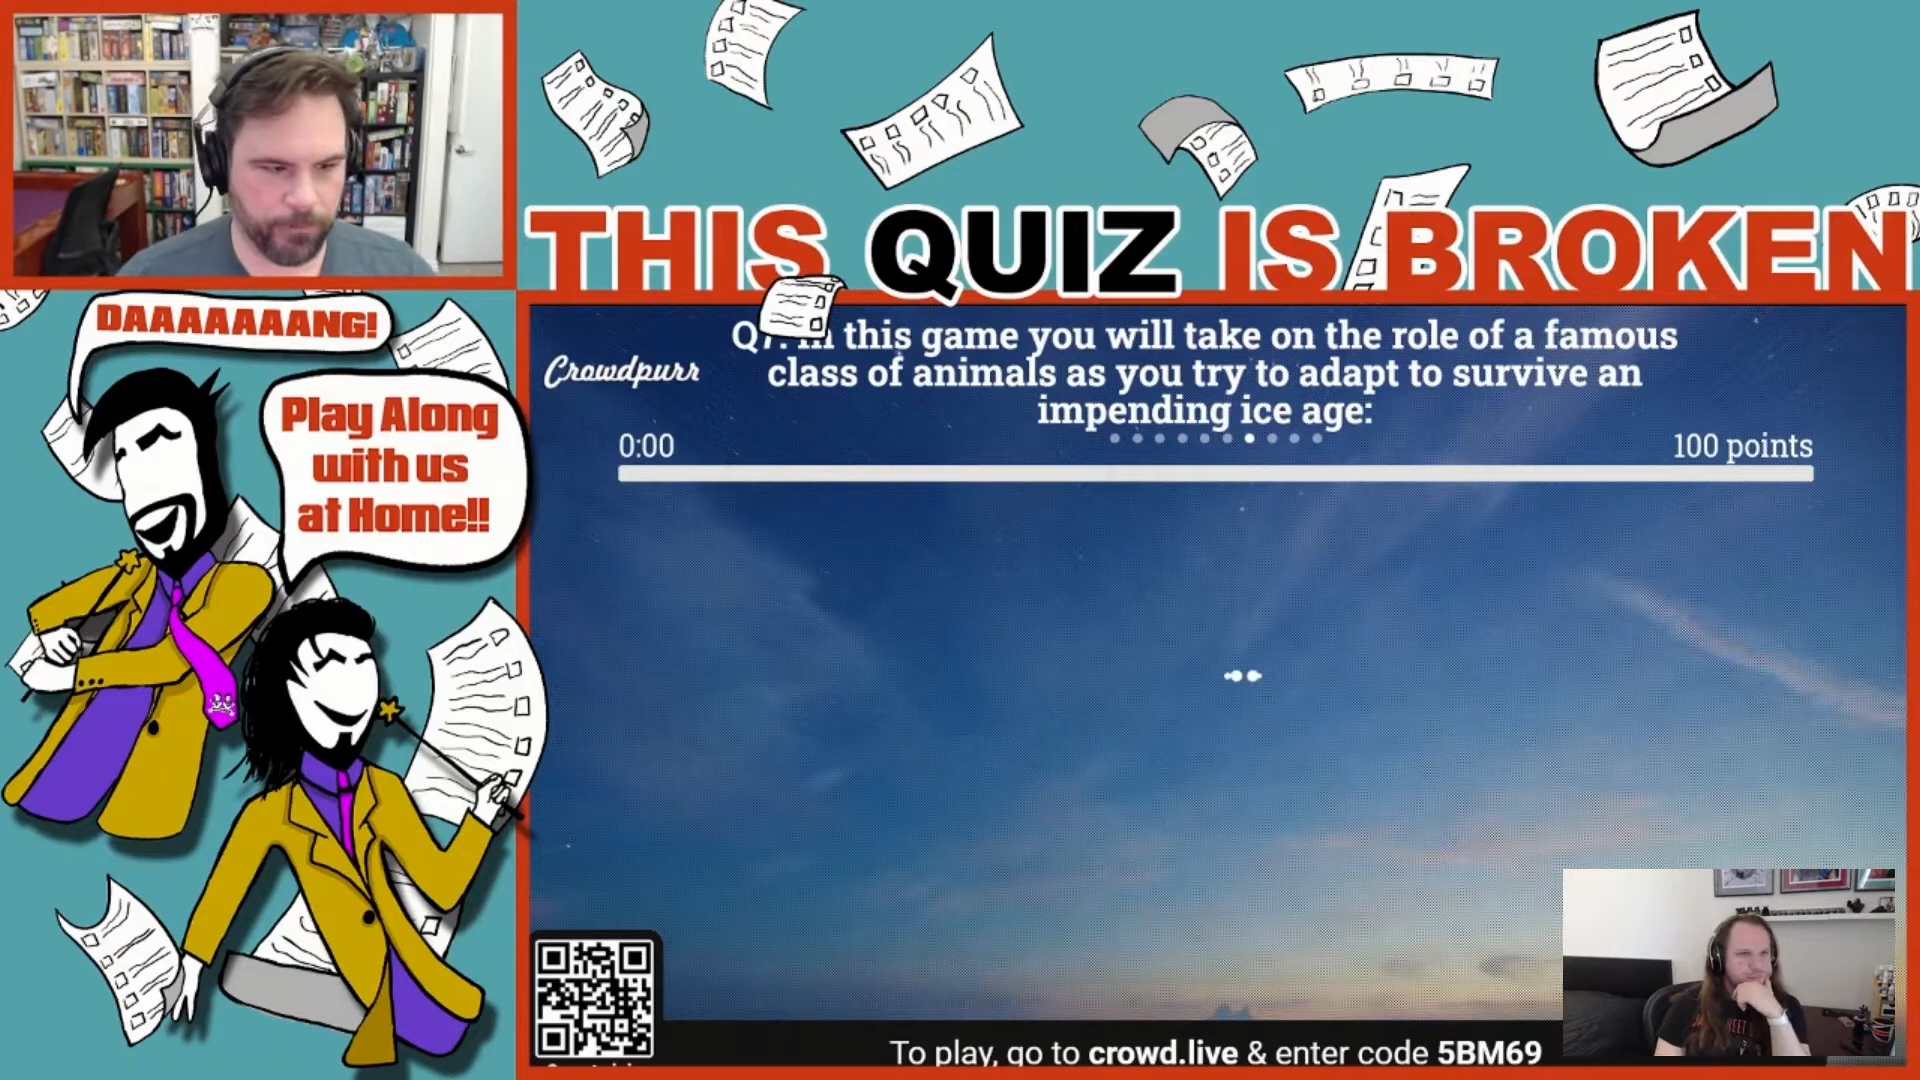 THIS QUIZ IS BROKEN
DAAAAAAAANG!
Play Along
with us
at Home!!
Crowdpurr
this game you will take on the role of a famous
class of animals as you try to adapt to survive an
impending ice age:
0:00
100 points
To play, go to crowd.live & enter code 5BM69